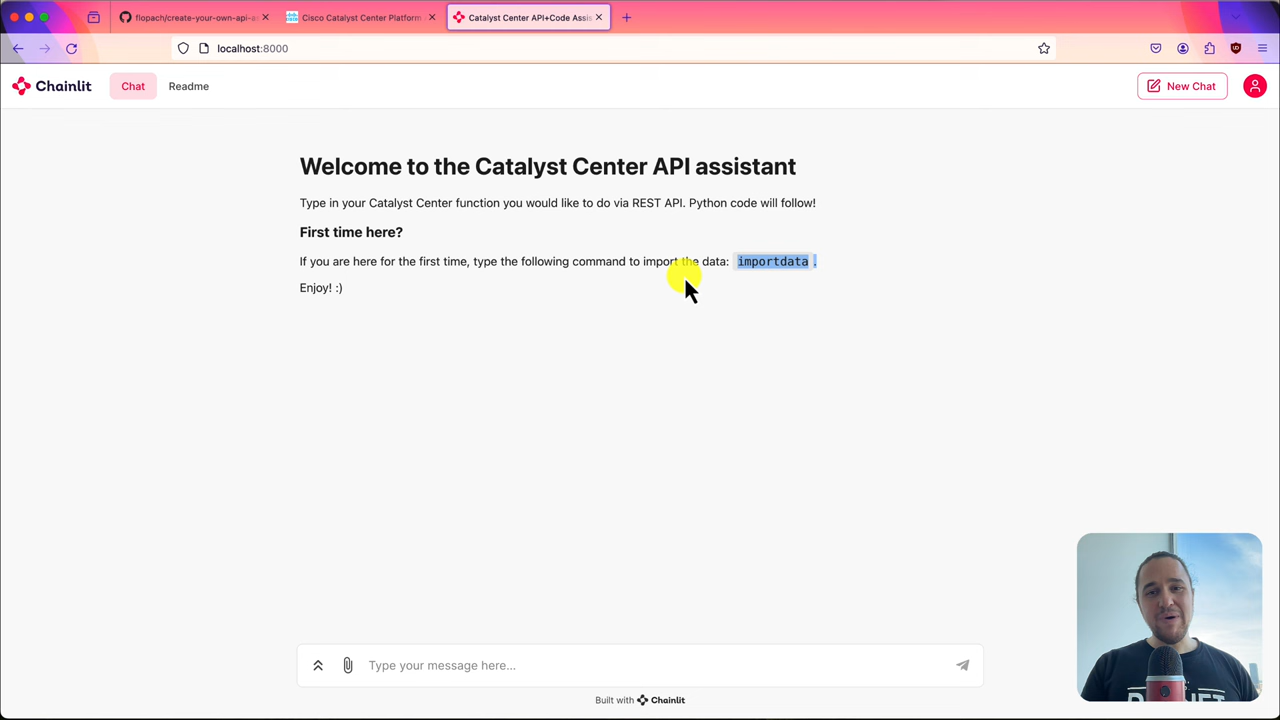 flopach/create-your-own-api-as
Cisco Catalyst Center Platform
Catalyst Center API+Code Assis
localhost:8000
Chainlit
Chat
Readme
New Chat
Welcome to the Catalyst Center API assistant
Type in your Catalyst Center function you would like to do via REST API. Python code will follow!
First time here?
If you are here for the first time, type the following command to import the data: importdata .
Enjoy! :)
Type your message here...
Built with Chainlit